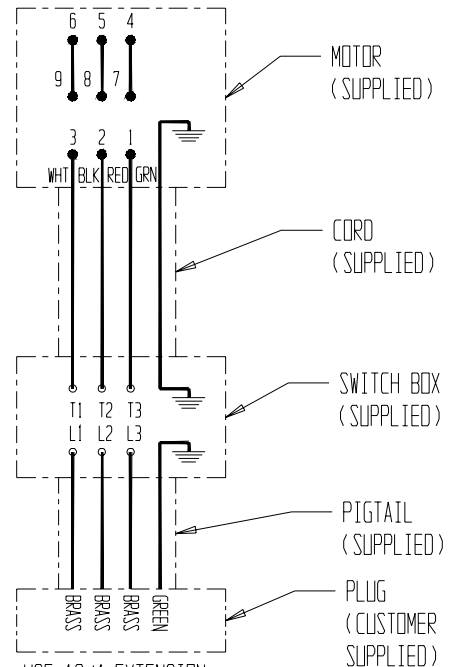 6 5 4
9 8 7
MOTOR
(SUPPLIED)
3 2 1
WHT BLK RED GRN
CORD
(SUPPLIED)
T1 T2 T3
L1 L2 L3
SWITCH BOX
(SUPPLIED)
PIGTAIL
(SUPPLIED)
BRASS BRASS BRASS GREEN
PLUG
(CUSTOMER
SUPPLIED)
EXTENSION